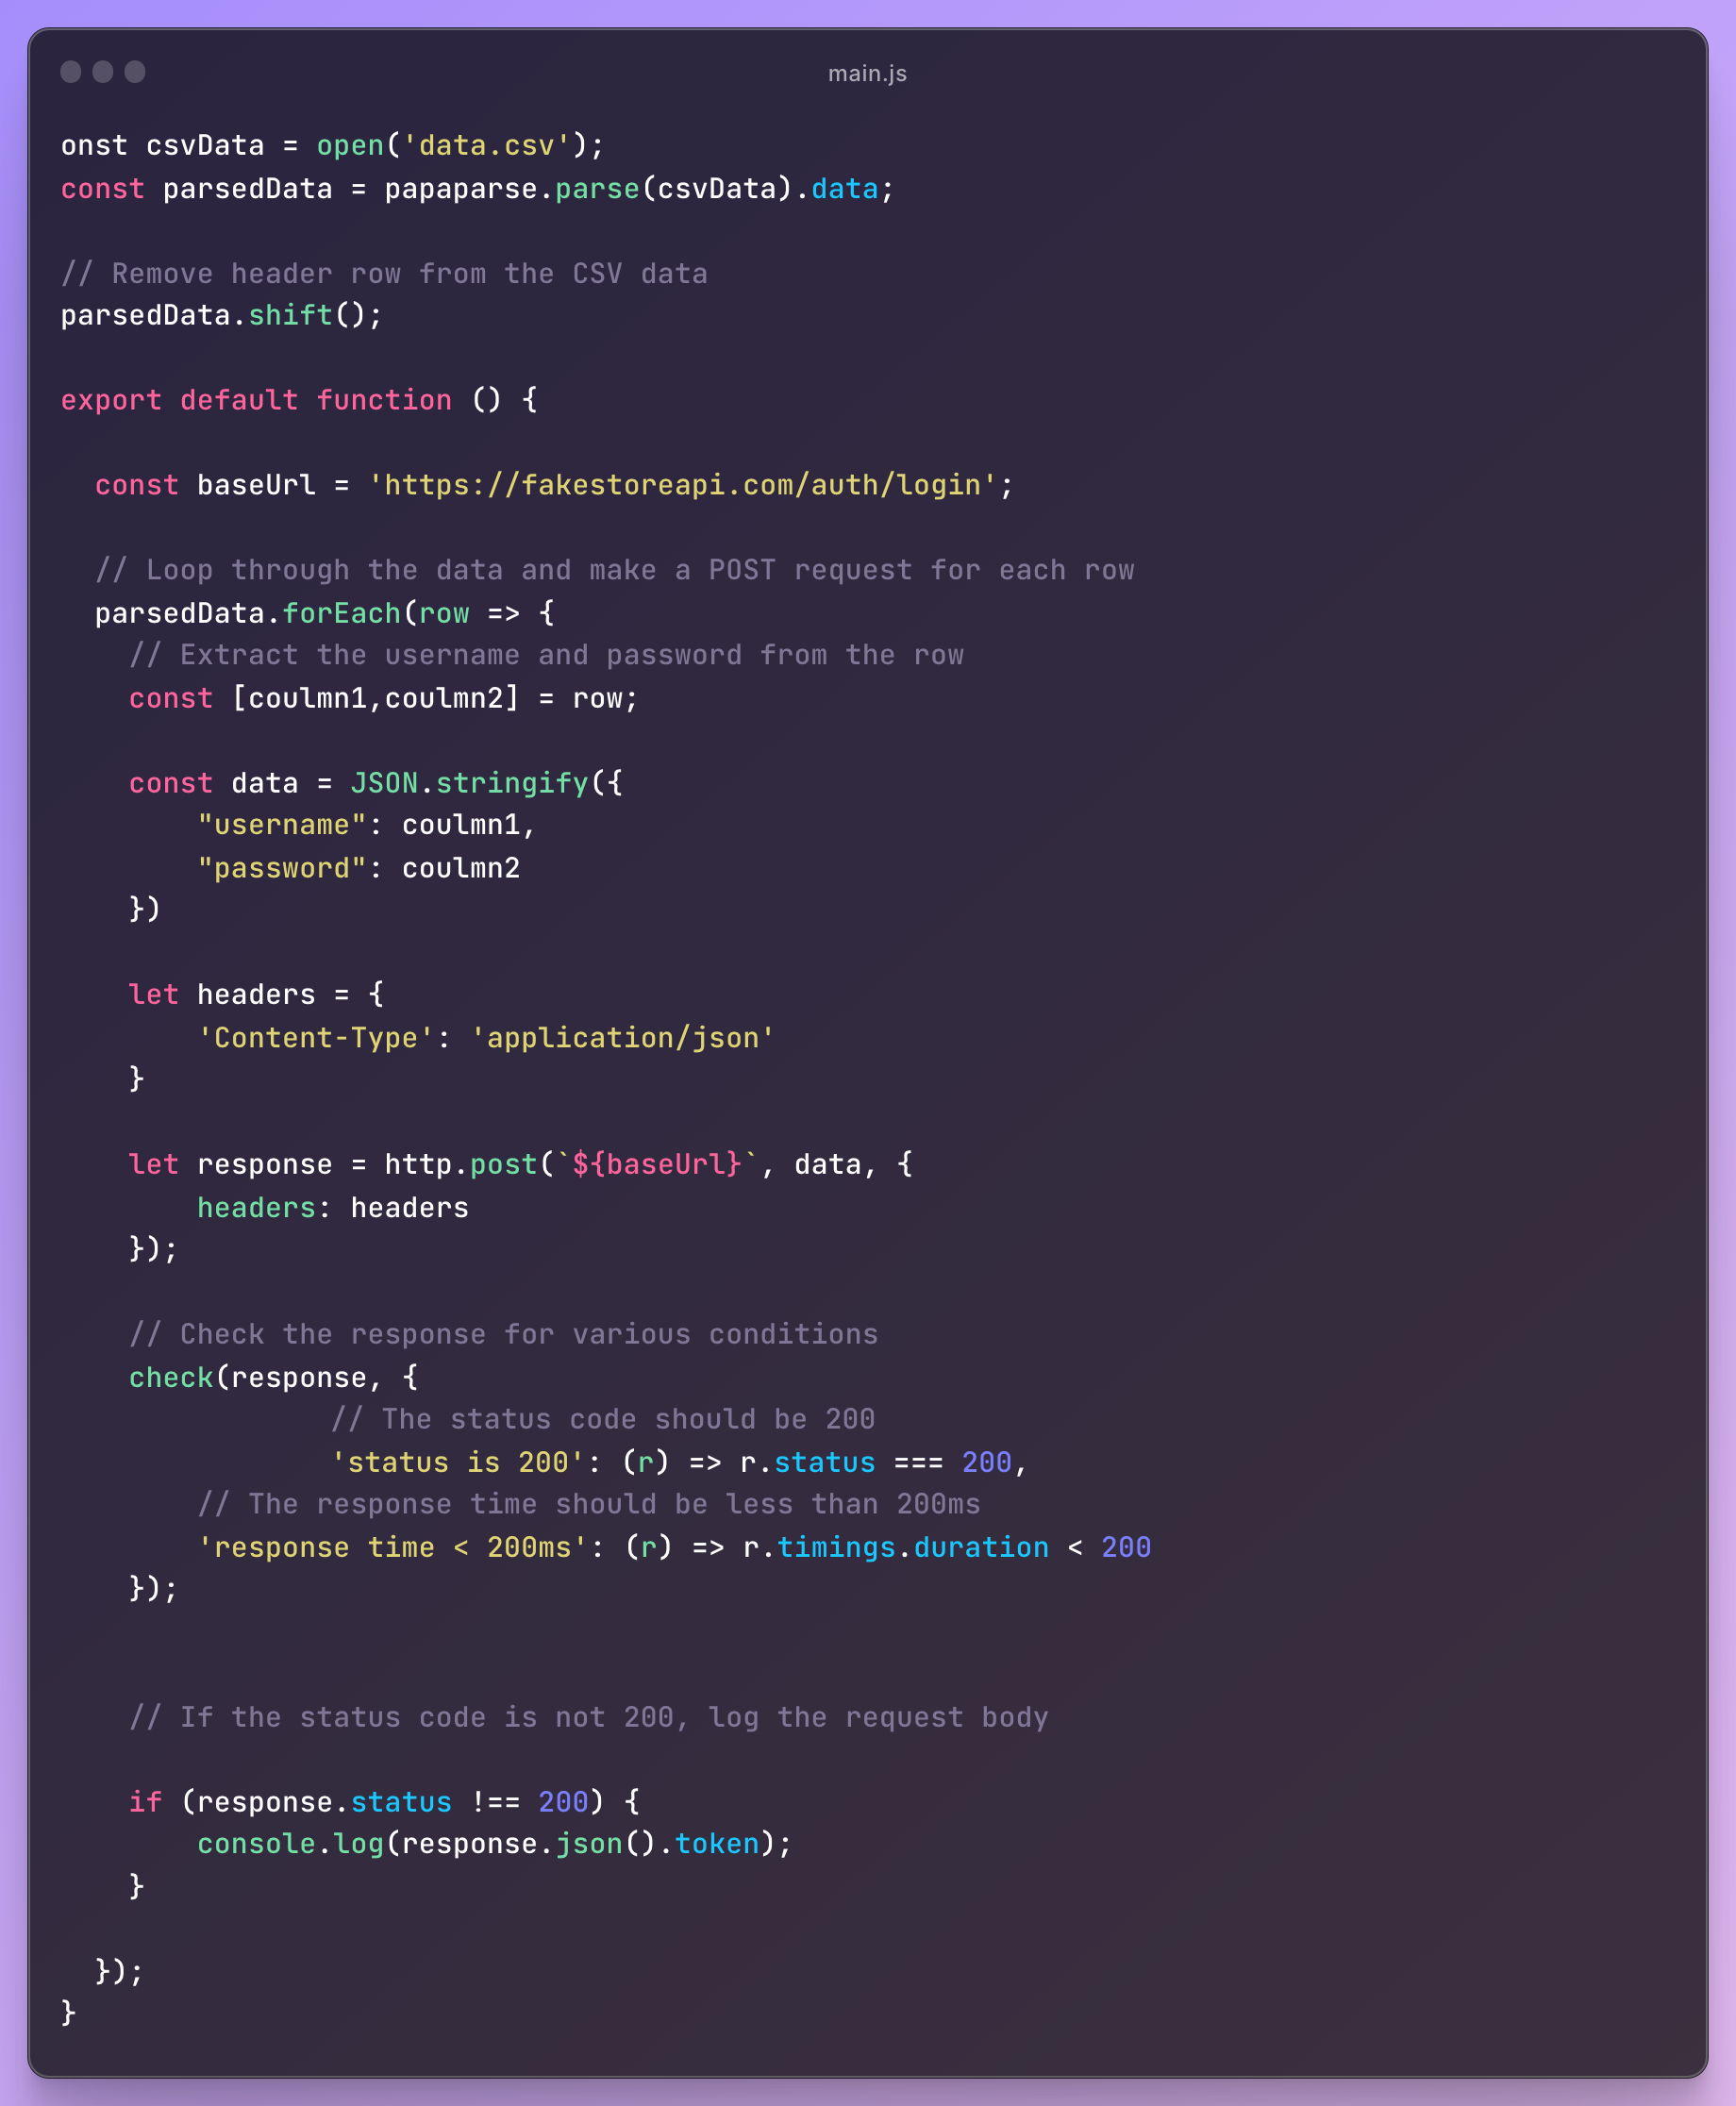 main.js
onst csvData = open('data.csv');
const parsedData = papaparse.parse(csvData).data;
// Remove header row from the CSV data
parsedData.shift();
export default function () {
const baseUrl = 'https://fakestoreapi.com/auth/login';
// Loop through the data and make a POST request for each row
parsedData.forEach(row => {
// Extract the username and password from the row
const [coulmn1,coulmn2] = row;
const data = JSON.stringify({
"username": coulmn1,
"password": coulmn2
})
let headers = {
'Content-Type': 'application/json'
}
let response = http.post(`${baseUrl}`, data, {
headers: headers
});
// Check the response for various conditions
check(response, {
// The status code should be 200
'status is 200': (r) => r.status === 200,
// The response time should be less than 200ms
'response time < 200ms': (r) => r.timings.duration < 200
});
// If the status code is not 200, log the request body
if (response.status !== 200) {
console.log(response.json().token);
}
});
}